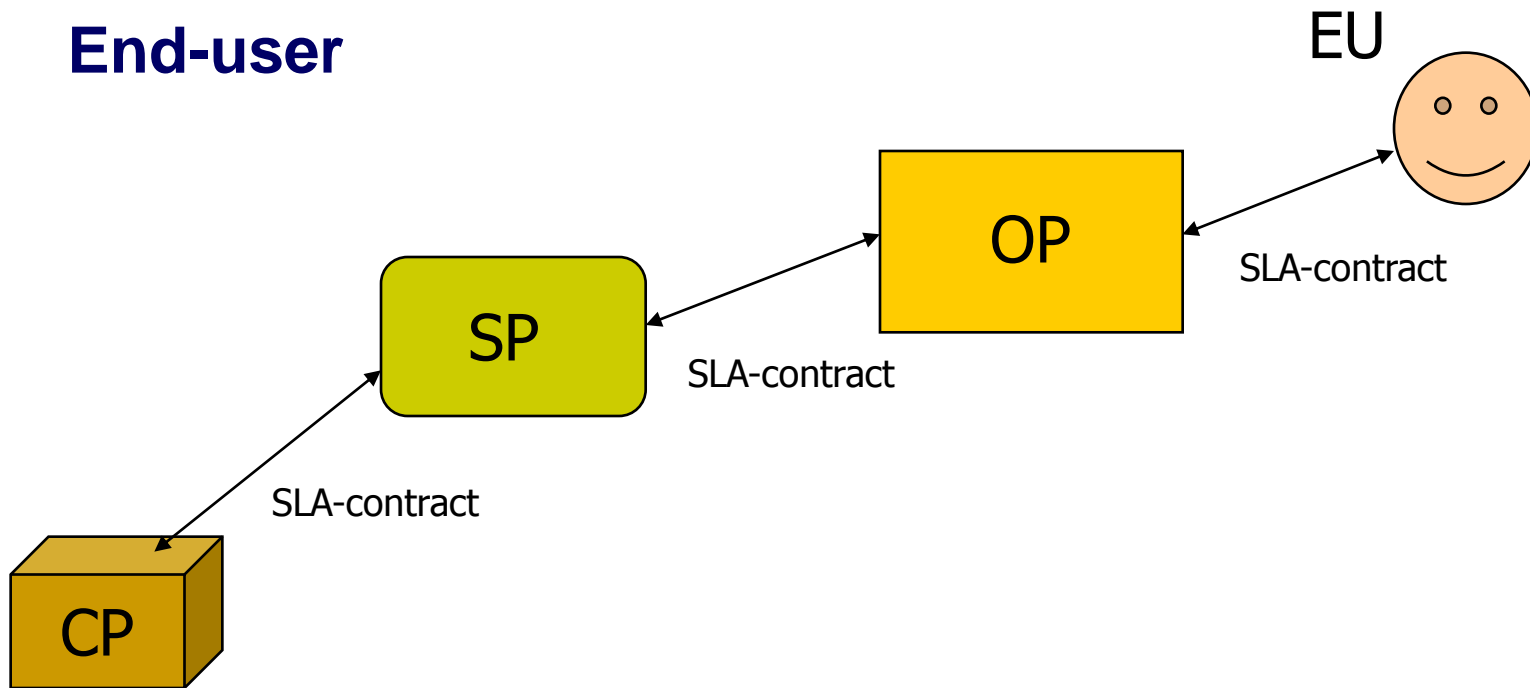 End-user
EU
OP
SLA-contract
SP
SLA-contract
SLA-contract
CP